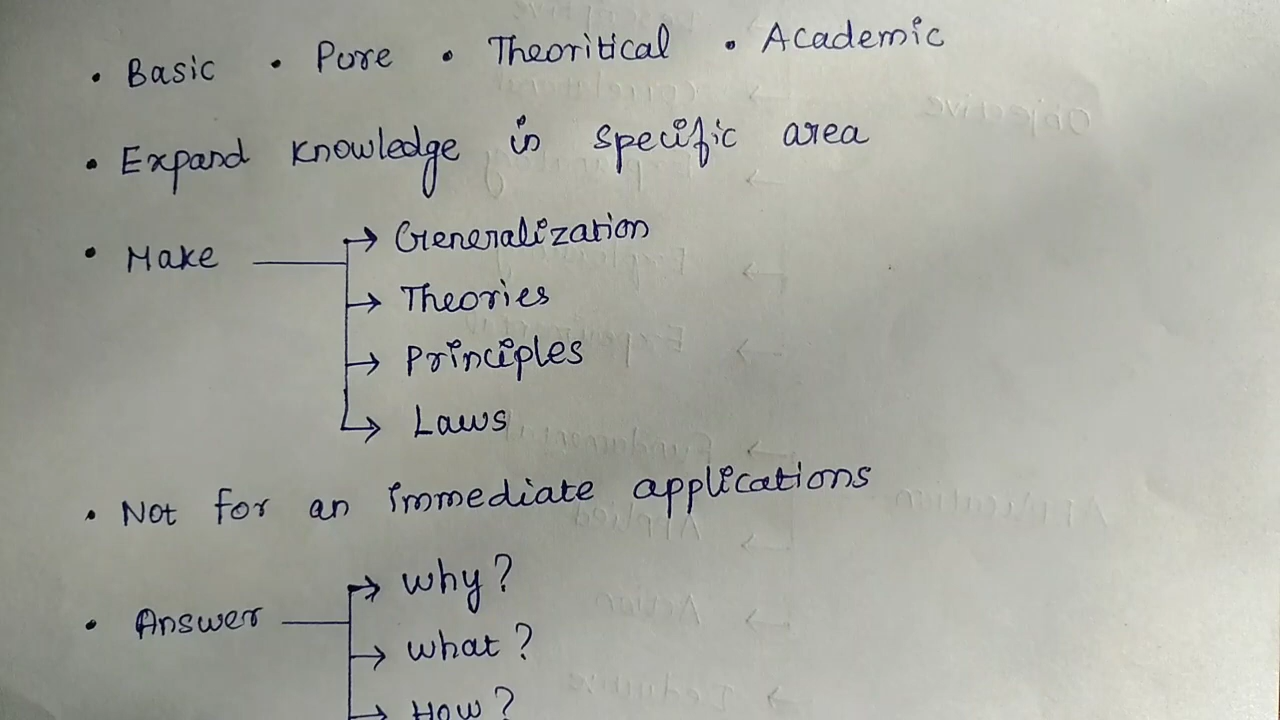 • Basic • Pure • Theoritical • Academic
• Expand knowledge in specific area
• Make → Generalization
→ Theories
→ Principles
→ Laws
• Not for an immediate applications
• Answer → why?
→ what?
→ How?